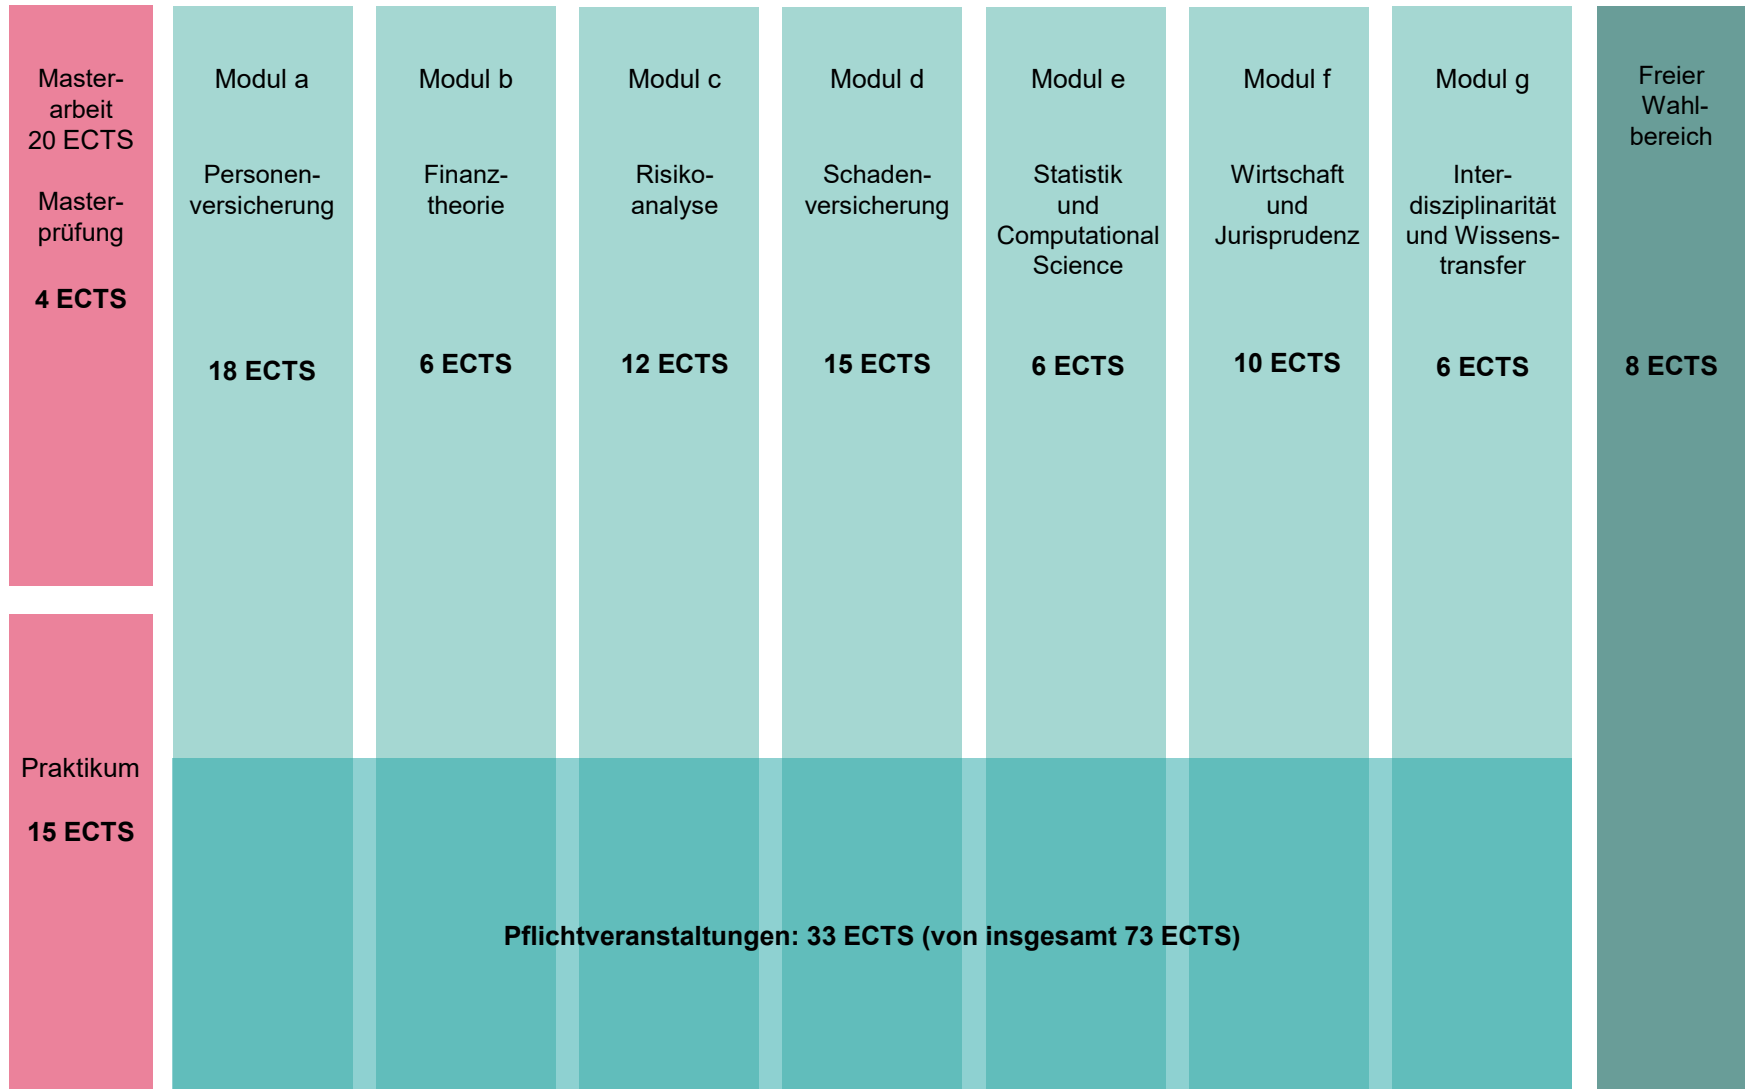 Master-
arbeit
20 ECTS
Master-
prüfung
4 ECTS
Praktikum
15 ECTS
Modul a
Personen-
versicherung
18 ECTS
Modul b
Finanz-
theorie
6 ECTS
Modul c
Risiko-
analyse
12 ECTS
Modul d
Schaden-
versicherung
15 ECTS
Modul e
Statistik
und
Computational
Science
6 ECTS
Modul f
Wirtschaft
und
Jurisprudenz
10 ECTS
Modul g
Inter-
disziplinarität
und Wissens-
transfer
6 ECTS
Freier
Wahl-
bereich
8 ECTS
Pflichtveranstaltungen: 33 ECTS (von insgesamt 73 ECTS)